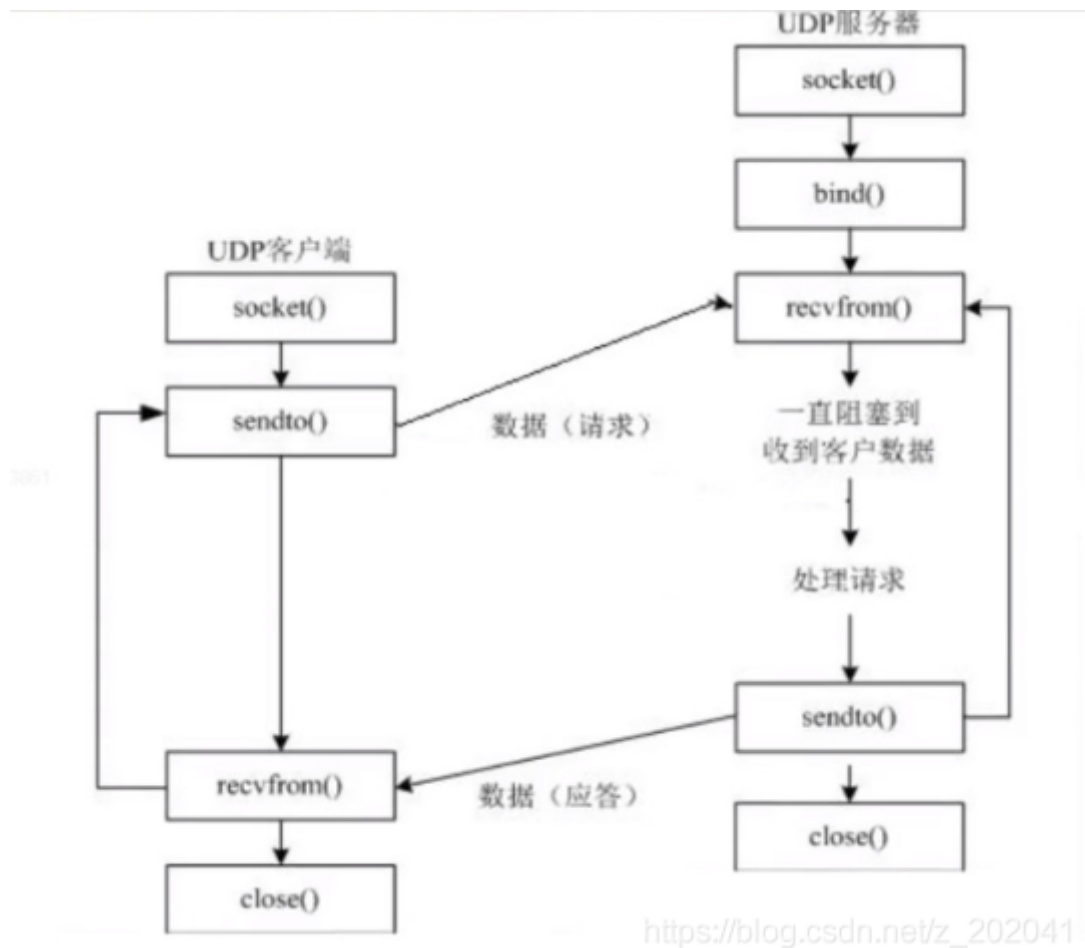 UDP服务器
socket()
bind()
UDP客户端
socket()
recvfrom()
sendto()
数据（请求）
一直阻塞到
收到客户数据
处理请求
sendto()
recvfrom()
数据（应答）
close()
close()
https://blog.csdn.net/z_202041